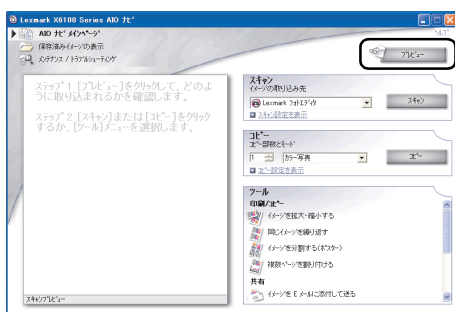 Lexmark X6100 Series AIO ナビ
AIO ナビ メインページ
ヘルプ
保存済みイメージの表示
メンテナンス / トラブルシューティング
プレビュー
ステップ 1 [プレビュー]をクリックして、どのよ
うに取り込まれるかを確認します。
ステップ 2 [スキャン]または[コピー]をクリック
するか、[ツール]メニューを選択します。
スキャンプレビュー
スキャン
イメージの取り込み先
Lexmark フォトエディタ
スキャン
スキャン設定を表示
コピー
コピー部数とモード
1
カラー写真
コピー
コピー設定を表示
ツール
印刷/コピー
イメージを拡大・縮小する
同じイメージを繰り返す
イメージを分割する(ポスター)
複数ページを割り付ける
共有
イメージを E メールに添付して送る